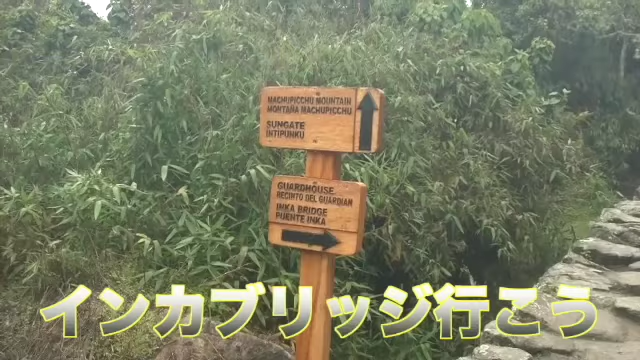 MACHUPICCHU MOUNTAIN
MONTAÑA MACHUPICCHU
SUNGATE
INTIPUNKU
GUARDHOUSE
RECINTO DEL GUARDIAN
INKA BRIDGE
PUENTE INKA
インカブリッジ行こう